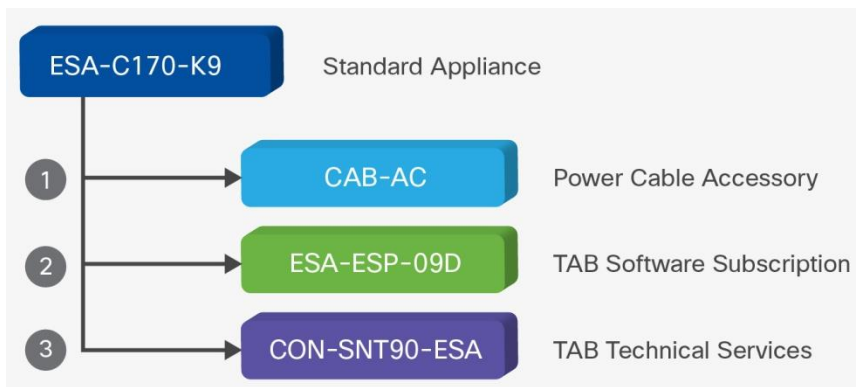 ESA-C170-K9 Standard Appliance
1 CAB-AC Power Cable Accessory
2 ESA-ESP-09D TAB Software Subscription
3 CON-SNT90-ESA TAB Technical Services